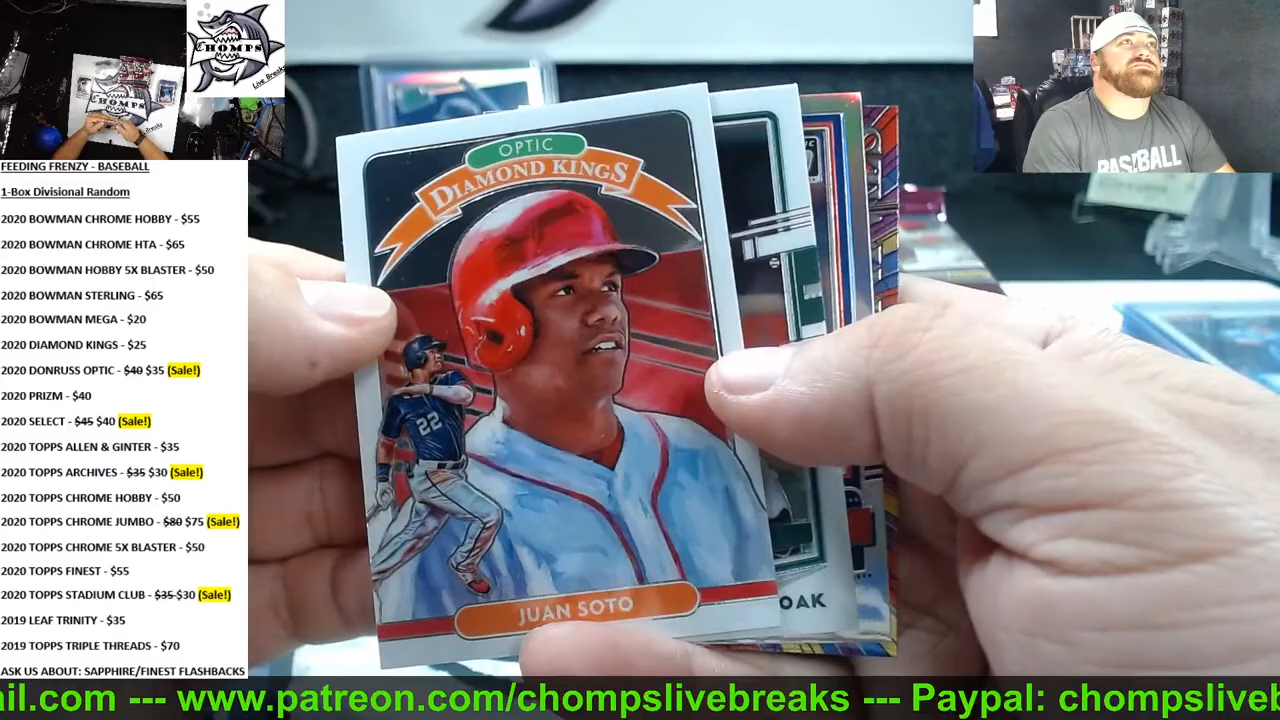 CHOMPS
Live Breaks
CHOMPS
BASEBALL
FEEDING FRENZY - BASEBALL
1-Box Divisional Random
2020 BOWMAN CHROME HOBBY - $55
2020 BOWMAN CHROME HTA - $65
2020 BOWMAN HOBBY 5X BLASTER - $50
2020 BOWMAN STERLING - $65
2020 BOWMAN MEGA - $20
2020 DIAMOND KINGS - $25
2020 DONRUSS OPTIC - $40 $35 (Sale!)
2020 PRIZM - $40
2020 SELECT - $45 $40 (Sale!)
2020 TOPPS ALLEN & GINTER - $35
2020 TOPPS ARCHIVES - $35 $30 (Sale!)
2020 TOPPS CHROME HOBBY - $50
2020 TOPPS CHROME JUMBO - $80 $75 (Sale!)
2020 TOPPS CHROME 5X BLASTER - $50
2020 TOPPS FINEST - $55
2020 TOPPS STADIUM CLUB - $35 $30 (Sale!)
2019 LEAF TRINITY - $35
2019 TOPPS TRIPLE THREADS - $70
ASK US ABOUT: SAPPHIRE/FINEST FLASHBACKS
OPTIC
DIAMOND KINGS
22
JUAN SOTO
OAK
ail.com --- www.patreon.com/chompslivebreaks --- Paypal: chompslivel